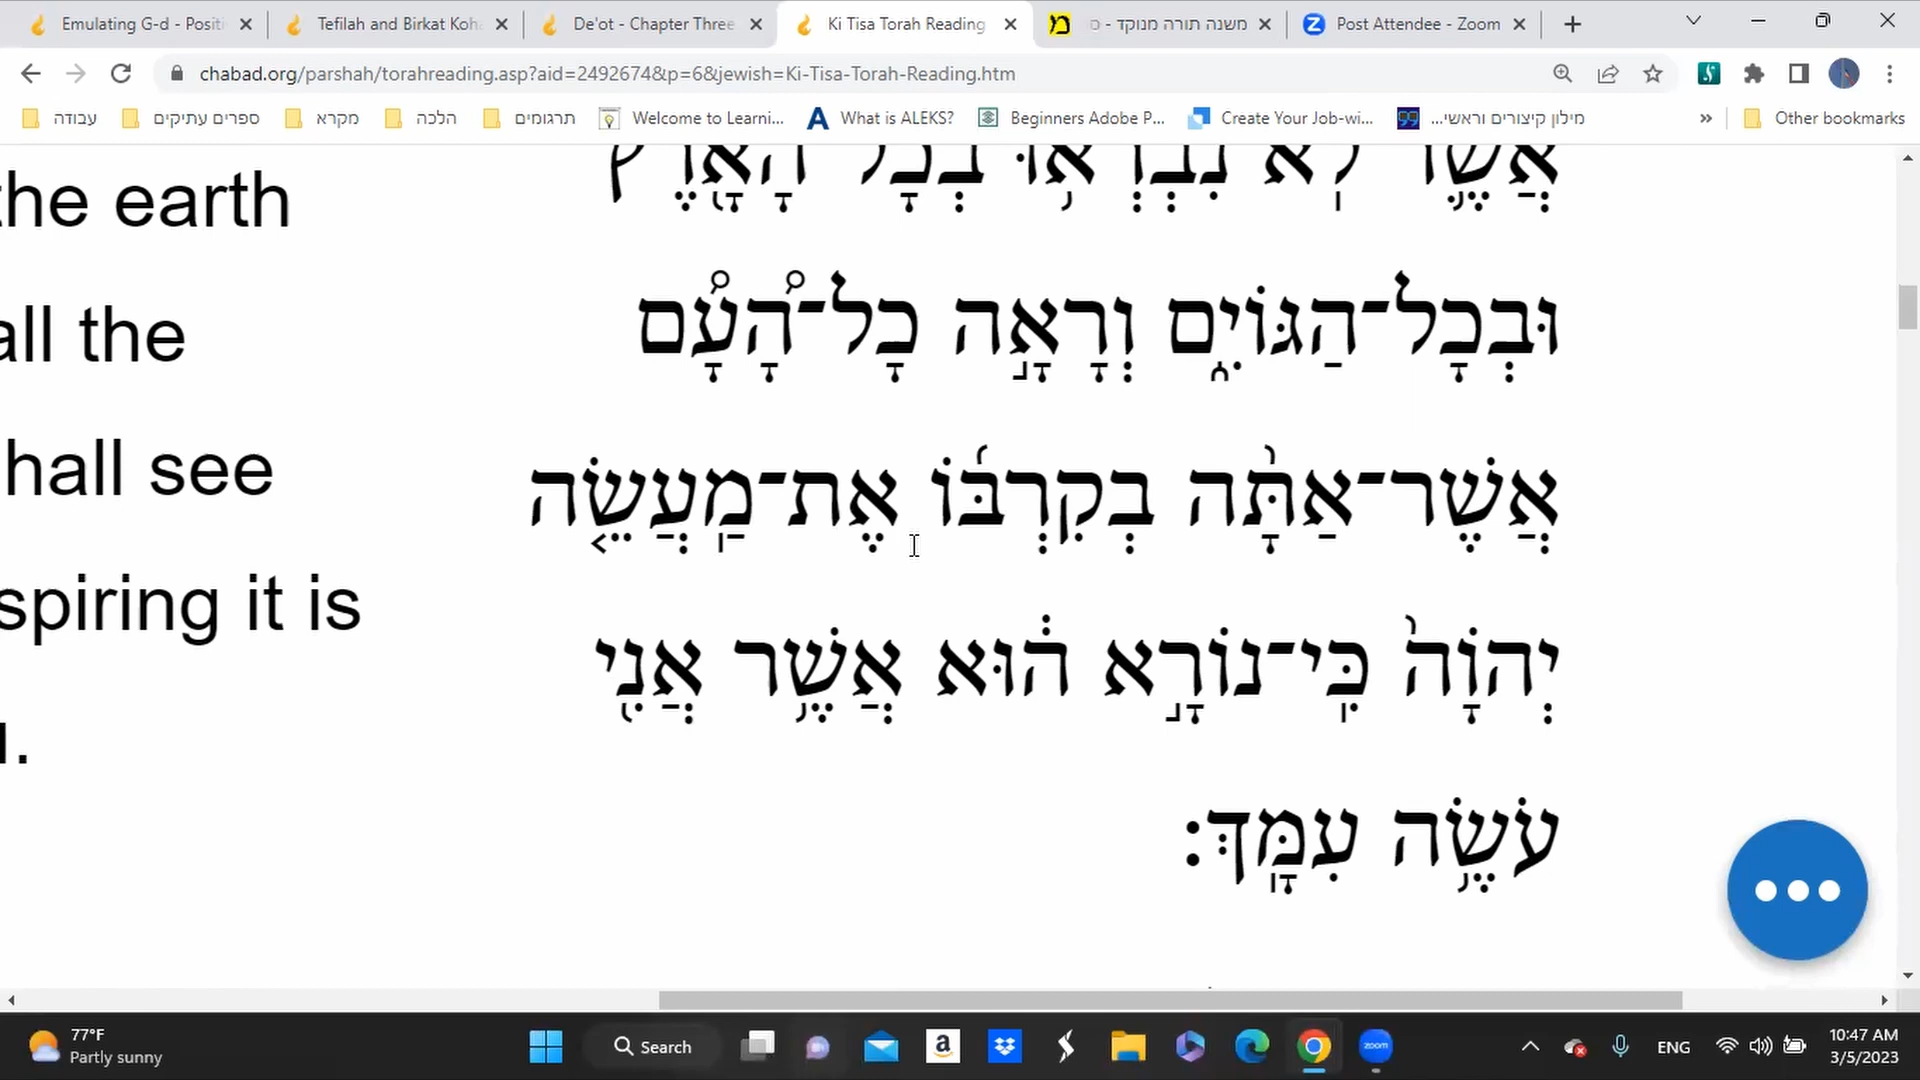 Emulating G-d - Positi
Tefilah and Birkat Koh
De'ot - Chapter Three
Ki Tisa Torah Reading
משנה תורה מנוקד - ס
Post Attendee - Zoom
chabad.org/parshah/torahreading.asp?aid=2492674&p=6&jewish=Ki-Tisa-Torah-Reading.htm
עבודה
ספרים עתיקים
מקרא
הלכה
תרגומים
Welcome to Learni...
What is ALEKS?
Beginners Adobe P...
Create Your Job-wi...
מילון קיצורים וראשי...
Other bookmarks
אֲשֶׁ֛ר לֹֽא־נִבְרְא֥וּ בְכָל־הָאָ֖רֶץ
וּבְכָל־הַגּוֹיִ֑ם וְרָאָ֣ה כָל־הָ֠עָ֠ם
אֲשֶׁר־אַתָּ֨ה בְקִרְבּ֜וֹ אֶת־מַֽעֲשֵׂ֤ה
יְהֹוָה֙ כִּֽי־נוֹרָ֣א ה֔וּא אֲשֶׁ֥ר אֲנִ֖י
עֹשֶׂ֥ה עִמָּֽךְ:
the earth
all the
hall see
spiring it is
77°F
Partly sunny
Search
zoom
ENG
10:47 AM
3/5/2023